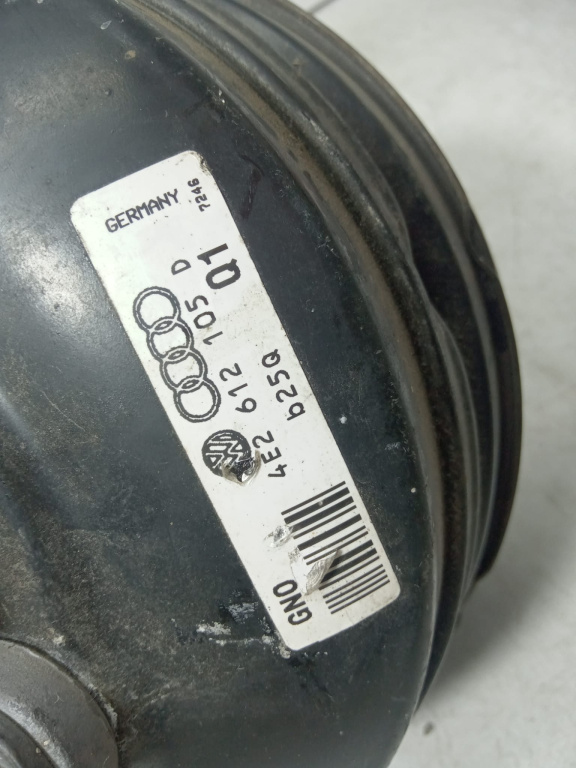 GERMANY 7246
4E2 612 105 D
b25Q Q1
GNO